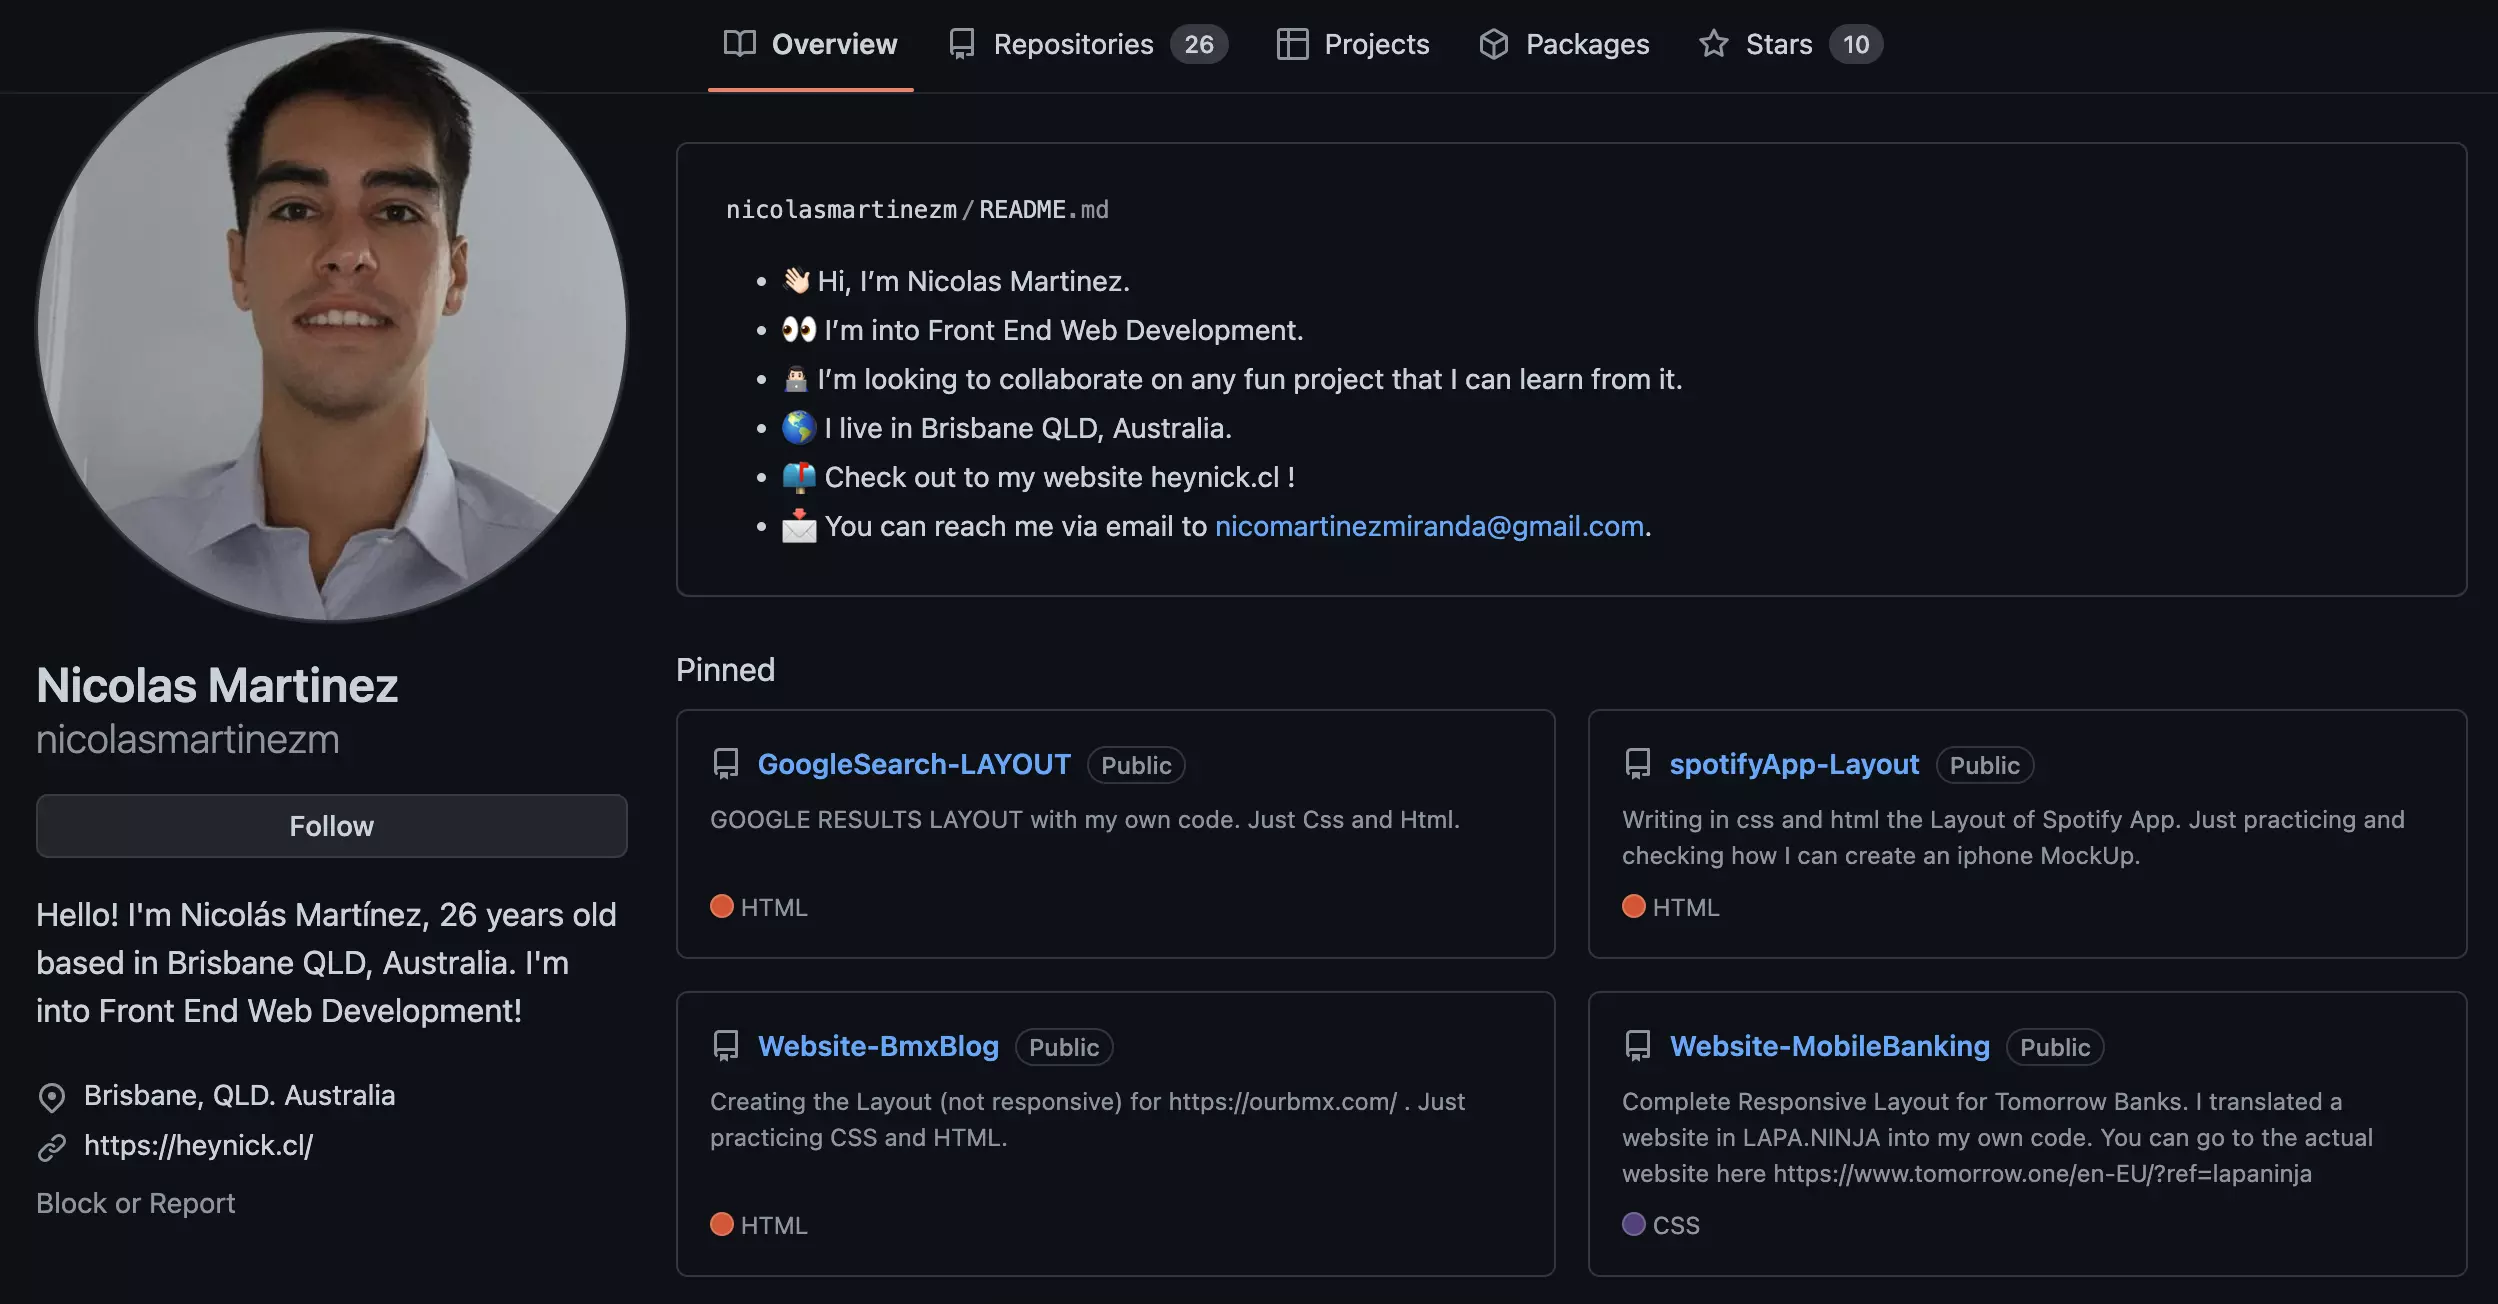 Overview
Repositories 26
Projects
Packages
Stars 10
nicolasmartinezm/README.md
• 👋🏻 Hi, I’m Nicolas Martinez.
• 👀 I’m into Front End Web Development.
• 👨🏻‍💻 I’m looking to collaborate on any fun project that I can learn from it.
• 🌎 I live in Brisbane QLD, Australia.
• 📫 Check out to my website heynick.cl !
• 📩 You can reach me via email to nicomartinezmiranda@gmail.com.
Nicolas Martinez
nicolasmartinezm
Follow
Hello! I'm Nicolás Martínez, 26 years old
based in Brisbane QLD, Australia. I'm
into Front End Web Development!
Brisbane, QLD. Australia
https://heynick.cl/
Block or Report
Pinned
GoogleSearch-LAYOUT Public
GOOGLE RESULTS LAYOUT with my own code. Just Css and Html.
HTML
spotifyApp-Layout Public
Writing in css and html the Layout of Spotify App. Just practicing and
checking how I can create an iphone MockUp.
HTML
Website-BmxBlog Public
Creating the Layout (not responsive) for https://ourbmx.com/ . Just
practicing CSS and HTML.
HTML
Website-MobileBanking Public
Complete Responsive Layout for Tomorrow Banks. I translated a
website in LAPA.NINJA into my own code. You can go to the actual
website here https://www.tomorrow.one/en-EU/?ref=lapaninja
CSS